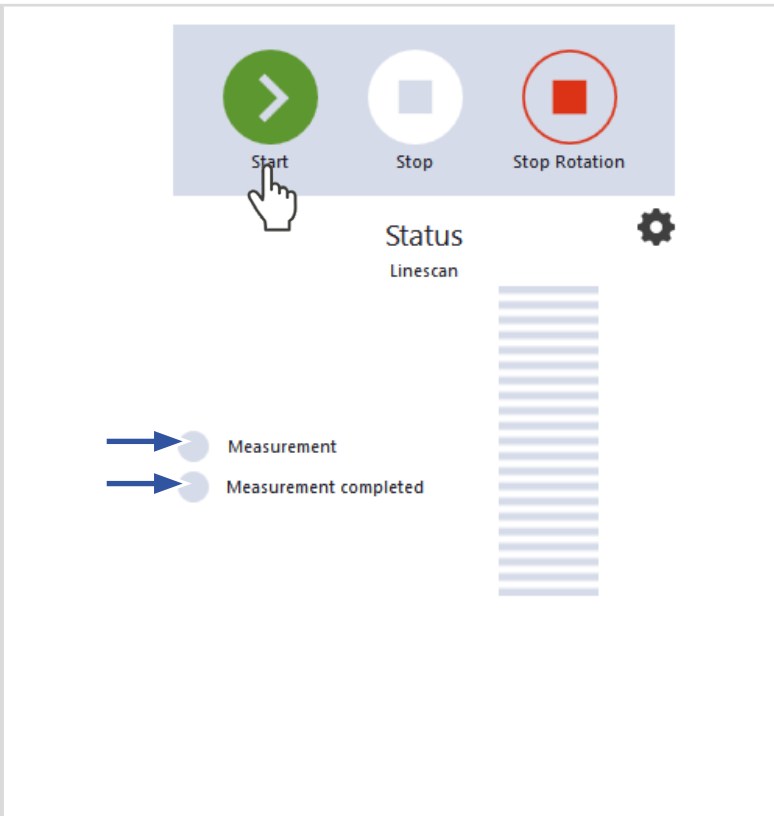 Start
Stop
Stop Rotation
Status
Linescan
Measurement
Measurement completed